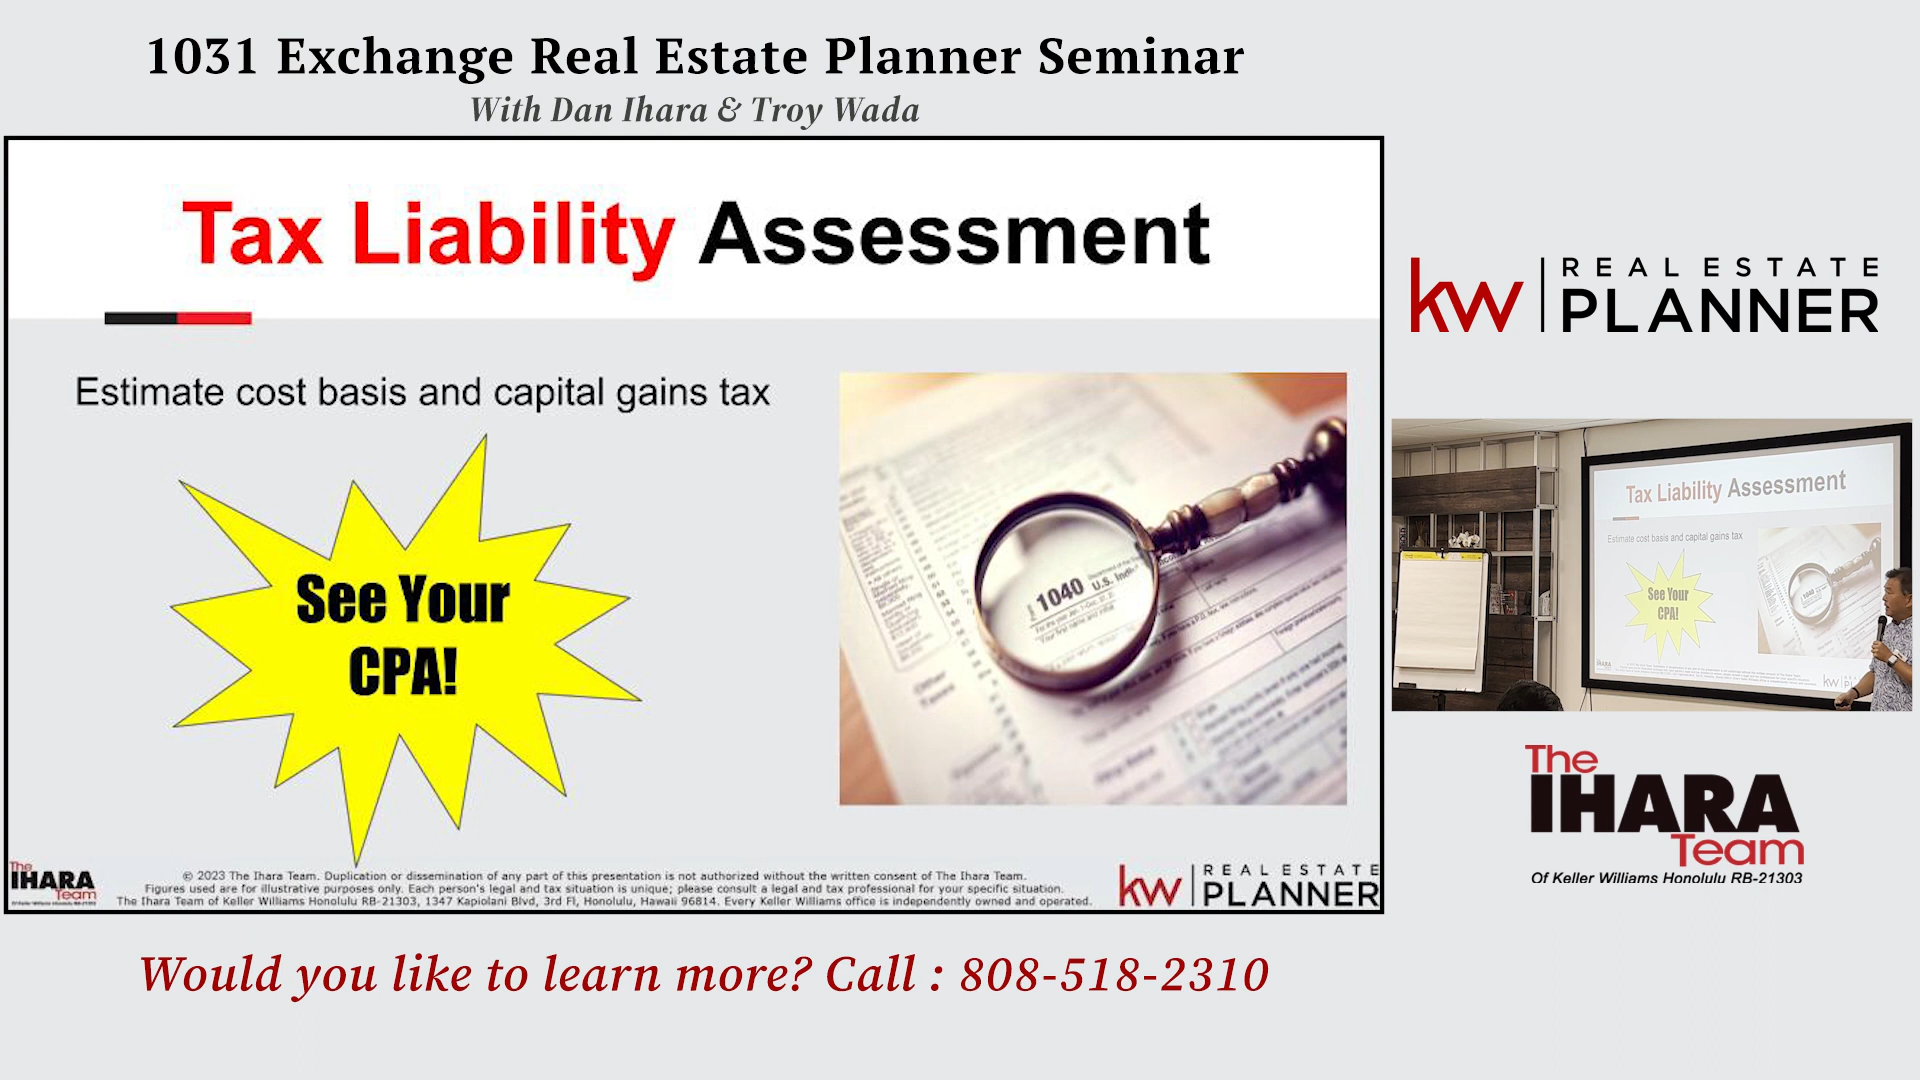 1031 Exchange Real Estate Planner Seminar
With Dan Ihara & Troy Wada
Tax Liability Assessment
Estimate cost basis and capital gains tax
See Your
CPA!
1040
U.S. Indi
The
IHARA
Team
© 2023 The Ihara Team. Duplication or dissemination of any part of this presentation is not authorized without the written consent of The Ihara Team.
Figures used are for illustrative purposes only. Each person's legal and tax situation is unique; please consult a legal and tax professional for your specific situation.
The Ihara Team of Keller Williams Honolulu RB-21303, 1347 Kapiolani Blvd, 3rd Fl, Honolulu, Hawaii 96814. Every Keller Williams office is independently owned and operated.
kw REAL ESTATE
PLANNER
kw REAL ESTATE
PLANNER
Tax Liability Assessment
Estimate cost basis and capital gains tax
See Your
CPA!
1040
kw
The
IHARA
Team
Of Keller Williams Honolulu RB-21303
Would you like to learn more? Call : 808-518-2310